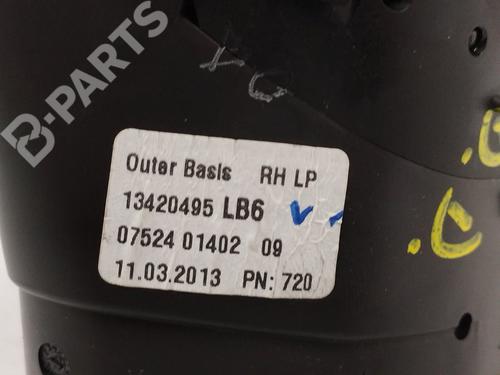 B-PARTS
Outer Basis RH LP
13420495 LB6
07524 01402 09
11.03.2013 PN: 720